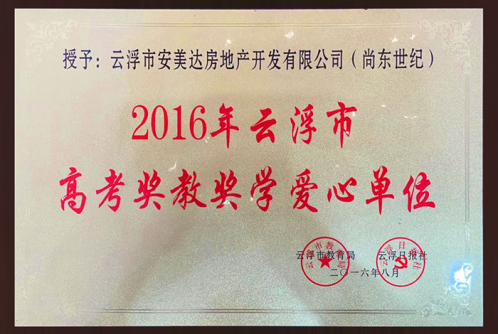 授予：云浮市安美达房地产开发有限公司（尚东世纪）
2016年云浮市
高考奖教奖学爱心单位
云浮市教育局 云浮日报社
二〇一六年八月